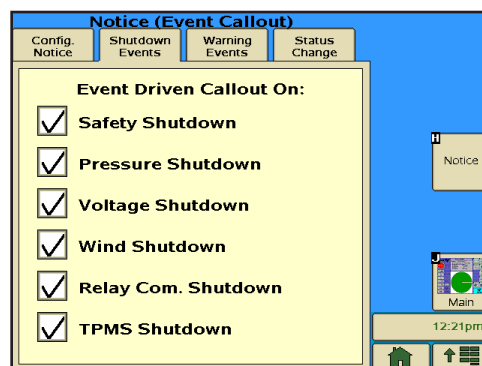 Notice (Event Callout)
Config. Notice
Shutdown Events
Warning Events
Status Change
Event Driven Callout On:
Safety Shutdown
Pressure Shutdown
Voltage Shutdown
Wind Shutdown
Relay Com. Shutdown
TPMS Shutdown
H
Notice
J
Main
12:21pm